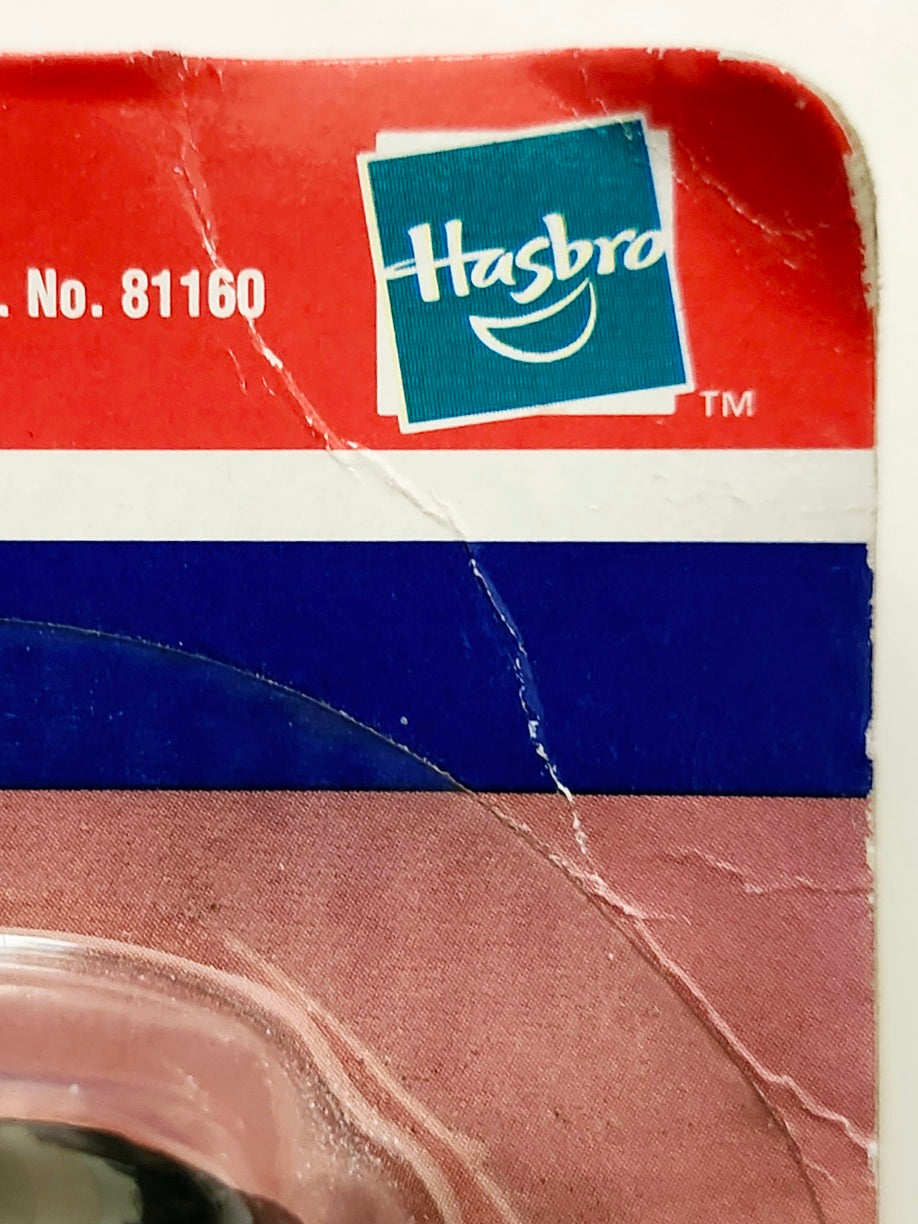 . No. 81160
Hasbro
TM